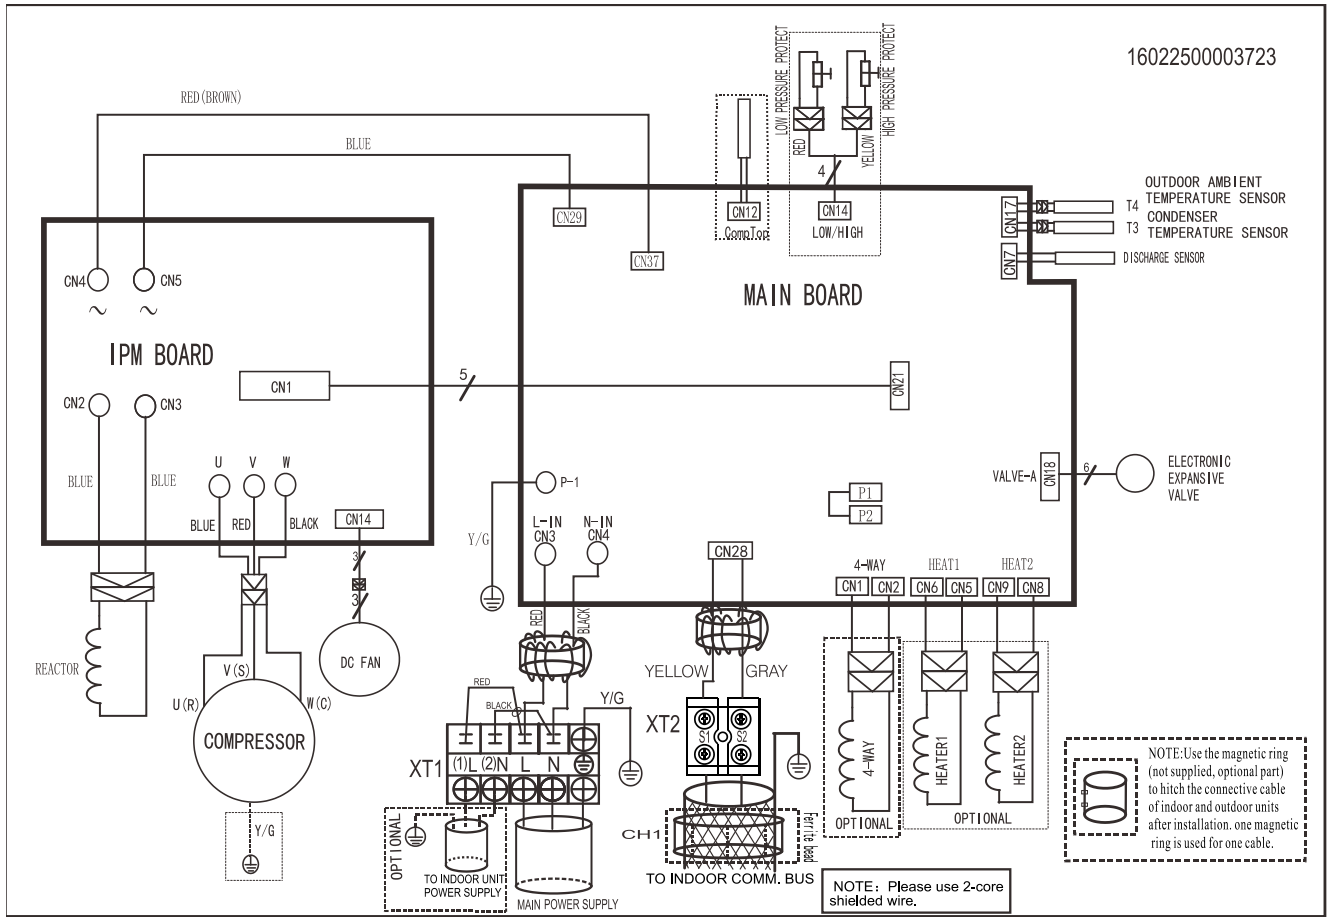 16022500003723
RED(BROWN)
BLUE
LOW PRESSURE PROTECT
HIGH PRESSURE PROTECT
RED
YELLOW
4
CN12
CompTop
CN14
LOW/HIGH
CN29
CN37
CN17
T4
OUTDOOR AMBIENT
TEMPERATURE SENSOR
T3
CONDENSER
TEMPERATURE SENSOR
CN7
DISCHARGE SENSOR
MAIN BOARD
CN4
CN5
~
~
IPM BOARD
CN1
5
CN21
CN2
CN3
BLUE
BLUE
U
V
W
BLUE
RED
BLACK
CN14
3
3
DC FAN
REACTOR
V(S)
U(R)
W(C)
COMPRESSOR
Y/G
P-1
Y/G
L-IN
CN3
N-IN
CN4
RED
BLACK
CN28
P1
P2
VALVE-A
CN18
6
ELECTRONIC
EXPANSIVE
VALVE
4-WAY
HEAT1
HEAT2
CN1
CN2
CN6
CN5
CN9
CN8
YELLOW
GRAY
RED
BLACK
Y/G
XT1
(1)L
(2)N
L
N
XT2
S1
S2
OPTIONAL
TO INDOOR UNIT
POWER SUPPLY
MAIN POWER SUPPLY
CH1
Ferrite bead
TO INDOOR COMM. BUS
4-WAY
OPTIONAL
HEATER1
HEATER2
OPTIONAL
NOTE: Please use 2-core
shielded wire.
NOTE:Use the magnetic ring
(not supplied, optional part)
to hitch the connective cable
of indoor and outdoor units
after installation. one magnetic
ring is used for one cable.